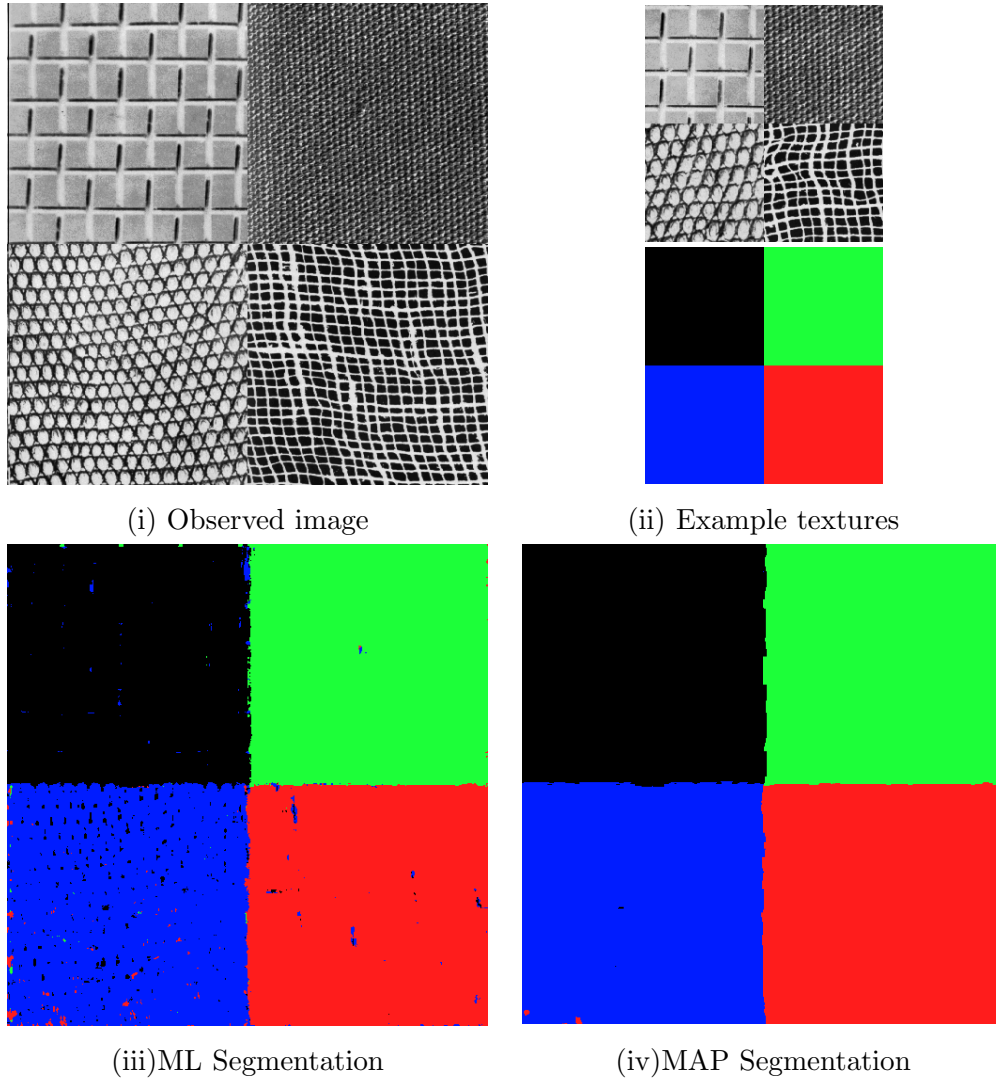 (i) Observed image
(ii) Example textures
(iii)ML Segmentation
(iv)MAP Segmentation